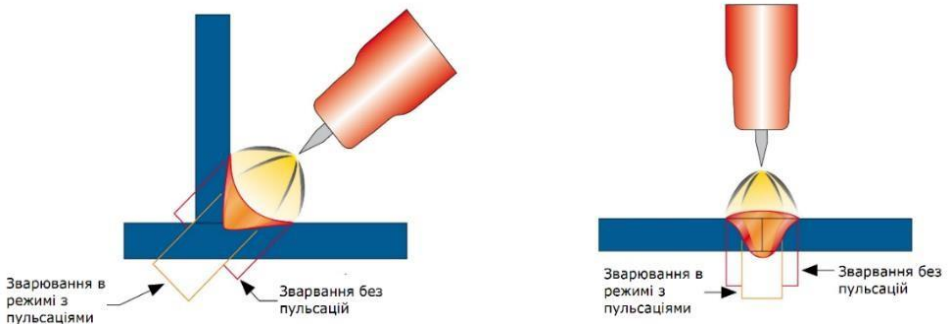 Зварювання в
режимі з
пульсаціями
Зварвання без
пульсацій
Зварювання в
режимі з
пульсаціями
Зварвання без
пульсацій